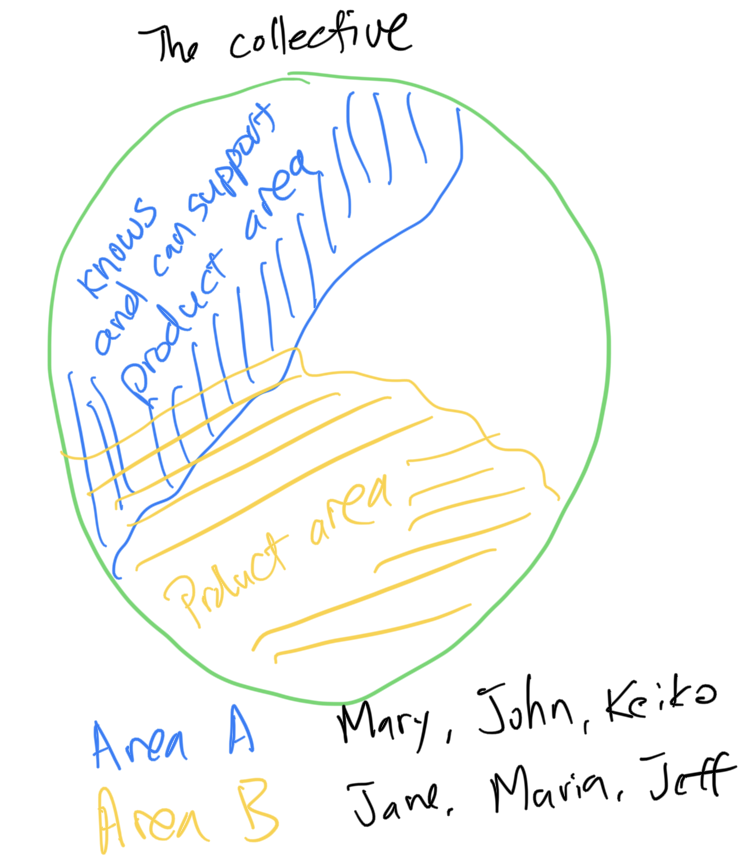 The collective
knows
and can support
product area
Product area
Area A Mary, John, Keiko
Area B Jane, Maria, Jeff